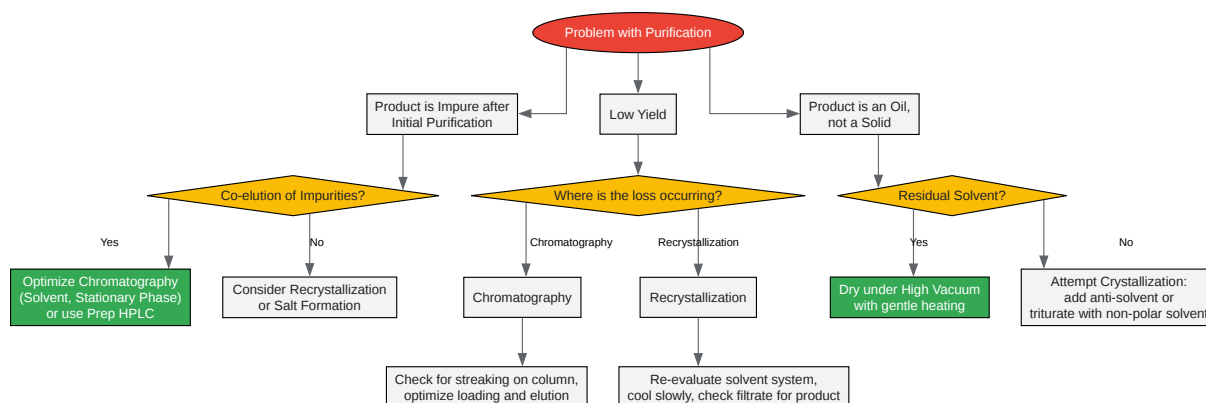 Problem with Purification
Product is Impure after
Initial Purification
Low Yield
Product is an Oil,
not a Solid
Co-elution of Impurities?
Where is the loss occurring?
Residual Solvent?
Yes
No
Chromatography
Recrystallization
Yes
No
Optimize Chromatography
(Solvent, Stationary Phase)
or use Prep HPLC
Consider Recrystallization
or Salt Formation
Chromatography
Recrystallization
Dry under High Vacuum
with gentle heating
Attempt Crystallization:
add anti-solvent or
triturate with non-polar solvent
Check for streaking on column,
optimize loading and elution
Re-evaluate solvent system,
cool slowly, check filtrate for product